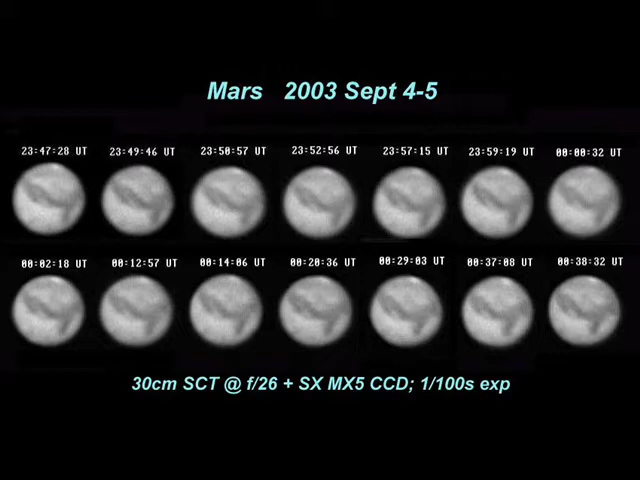 Mars 2003 Sept 4-5
23:47:28 UT 23:49:46 UT 23:50:57 UT 23:52:56 UT 23:57:15 UT 23:59:19 UT 00:00:32 UT
00:02:18 UT 00:12:57 UT 00:14:06 UT 00:20:36 UT 00:29:03 UT 00:37:08 UT 00:38:32 UT
30cm SCT @ f/26 + SX MX5 CCD; 1/100s exp